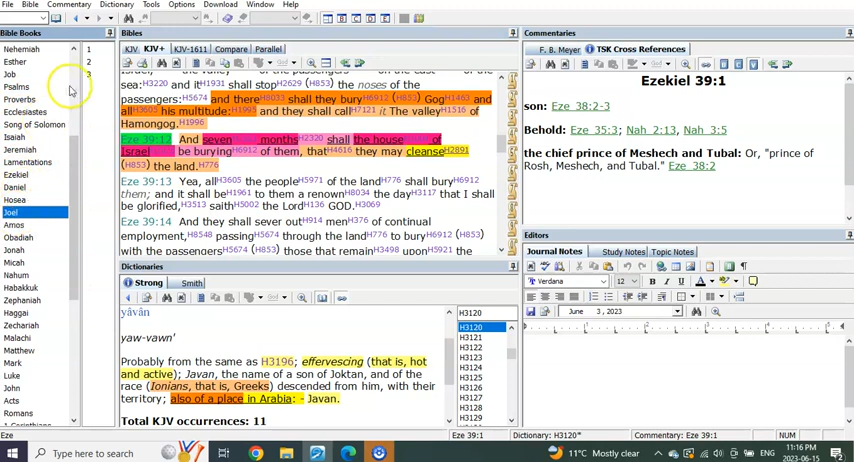 File Bible Commentary Dictionary Tools Options Download Window Help
Bible Books
Nehemiah
Esther
Job
Psalms
Proverbs
Ecclesiastes
Song of Solomon
Isaiah
Jeremiah
Lamentations
Ezekiel
Daniel
Hosea
Joel
Amos
Obadiah
Jonah
Micah
Nahum
Habakkuk
Zephaniah
Haggai
Zechariah
Malachi
Matthew
Mark
Luke
John
Acts
Romans
1 Corinthians
1
2
3
Bibles
KJV KJV+ KJV-1611 Compare Parallel
sea:H3220 and itH1931 shall stopH2629 (H853) the noses of the
passengers:H5674 and thereH8033 shall they buryH6912 (H853) GogH1463 and
allH3605 his multitude:H1995 and they shall callH7121 it The valleyH1516 of
Hamongog.H1996
Eze 39:12 And seven monthsH2320 shall the house of
Israel be buryingH6912 of them, thatH4616 they may cleanseH2891
(H853) the land.H776
Eze 39:13 Yea, allH3605 the peopleH5971 of the land shall buryH6912
them; and it shall beH1961 to them a renownH8034 the dayH3117 that I shall
be glorified,H3513 saithH5002 the LordH136 GOD.H3069
Eze 39:14 And they shall sever outH914 menH376 of continual
employment,H8548 passingH5674 through the landH776 to buryH6912 (H853)
with the passengersH5674 (H853) those that remainH3498 uponH5921 the
Dictionaries
Strong Smith
yâvân
yaw-vawn'
Probably from the same as H3196; effervescing (that is, hot
and active); Javan, the name of a son of Joktan, and of the
race (Ionians, that is, Greeks) descended from him, with their
territory; also of a place in Arabia: - Javan.
Total KJV occurrences: 11
H3120
H3120
H3121
H3122
H3123
H3124
H3125
H3126
H3127
H3128
H3129
Commentaries
F. B. Meyer TSK Cross References
Ezekiel 39:1
son: Eze 38:2-3
Behold: Eze 35:3; Nah 2:13, Nah 3:5
the chief prince of Meshech and Tubal: Or, "prince of
Rosh, Meshech, and Tubal." Eze 38:2
Editors
Journal Notes Study Notes Topic Notes
Verdana 12 B I U A
June 3, 2023
Eze
Eze 39:1 Dictionary: H3120* Commentary: Eze 39:1 NUM
Type here to search
11°C Mostly clear
ENG
11:16 PM
2023-06-15